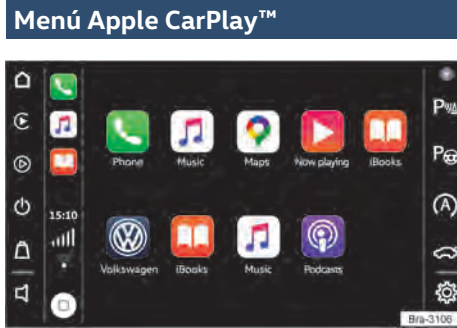 Menú Apple CarPlay™
Phone
Music
Maps
Now playing
iBooks
15:10
Volkswagen
iBooks
Music
Podcasts
P
P
A
Bra-3106